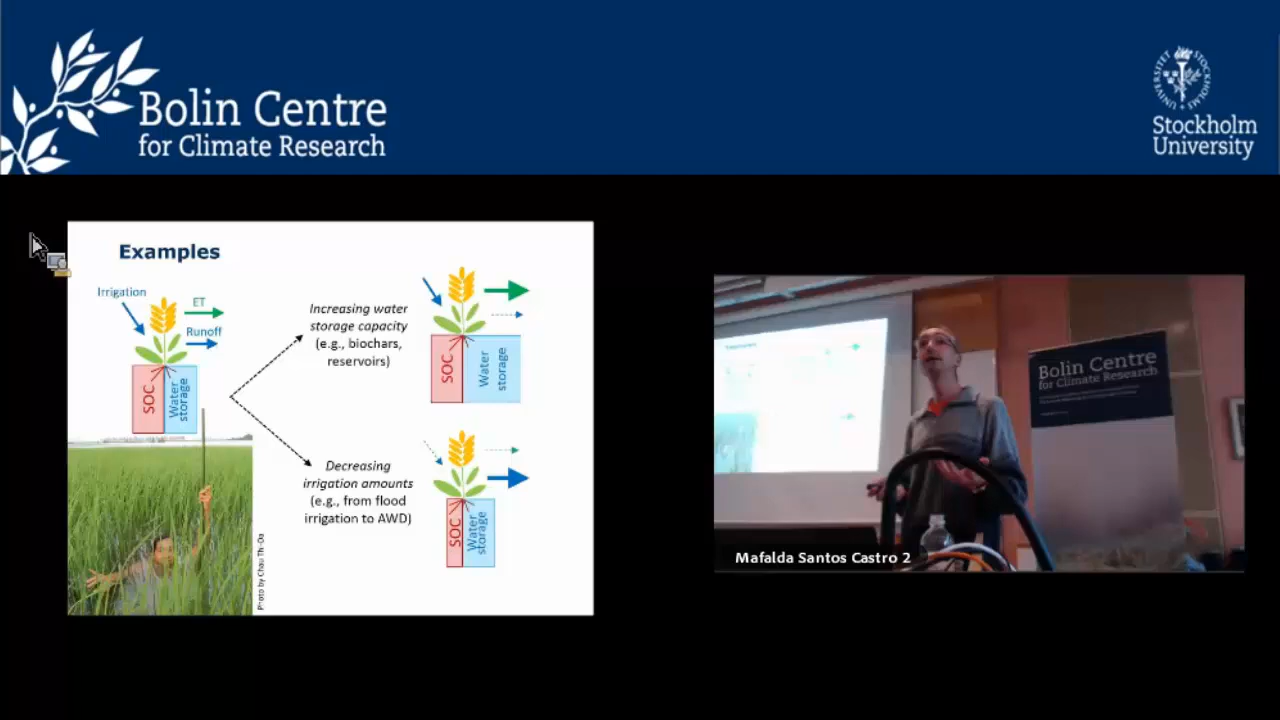 Bolin Centre
for Climate Research
STOCKHOLMS
UNIVERSITET
Stockholm
University
Examples
Irrigation
ET
Runoff
SOC
Water
storage
Increasing water
storage capacity
(e.g., biochars,
reservoirs)
SOC
Water
storage
Decreasing
irrigation amounts
(e.g., from flood
irrigation to AWD)
SOC
Water
storage
Photo by Chau Thi-Da
Bolin Centre
for Climate Research
Mafalda Santos Castro 2